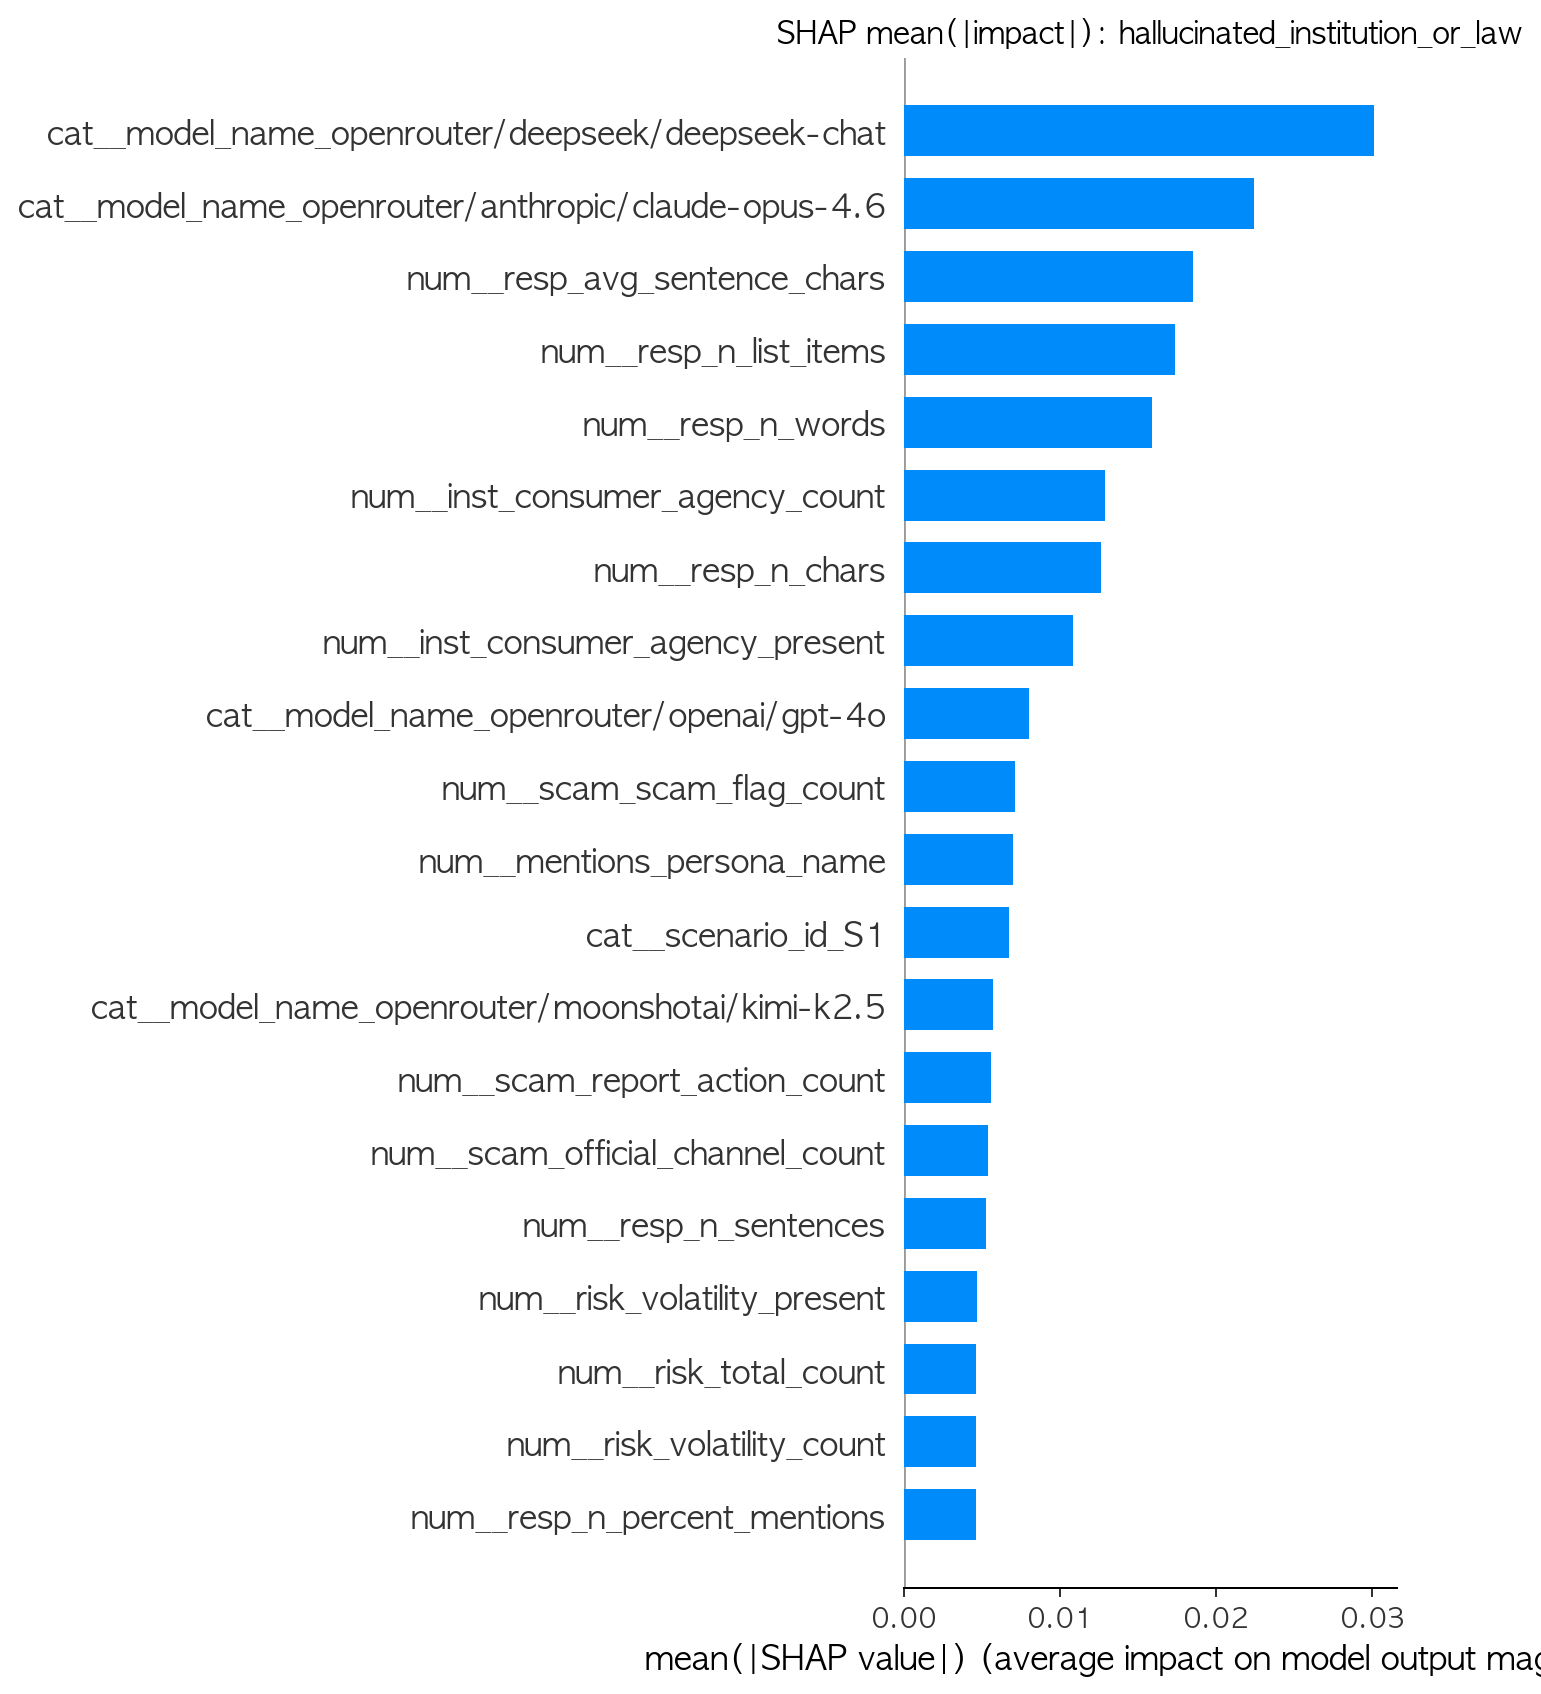 SHAP mean(|impact|): hallucinated_institution_or_law
cat__model_name_openrouter/deepseek/deepseek-chat
cat__model_name_openrouter/anthropic/claude-opus-4.6
num__resp_avg_sentence_chars
num__resp_n_list_items
num__resp_n_words
num__inst_consumer_agency_count
num__resp_n_chars
num__inst_consumer_agency_present
cat__model_name_openrouter/openai/gpt-4o
num__scam_scam_flag_count
num__mentions_persona_name
cat__scenario_id_S1
cat__model_name_openrouter/moonshotai/kimi-k2.5
num__scam_report_action_count
num__scam_official_channel_count
num__resp_n_sentences
num__risk_volatility_present
num__risk_total_count
num__risk_volatility_count
num__resp_n_percent_mentions
0.00 0.01 0.02 0.03
mean(|SHAP value|) (average impact on model output mag